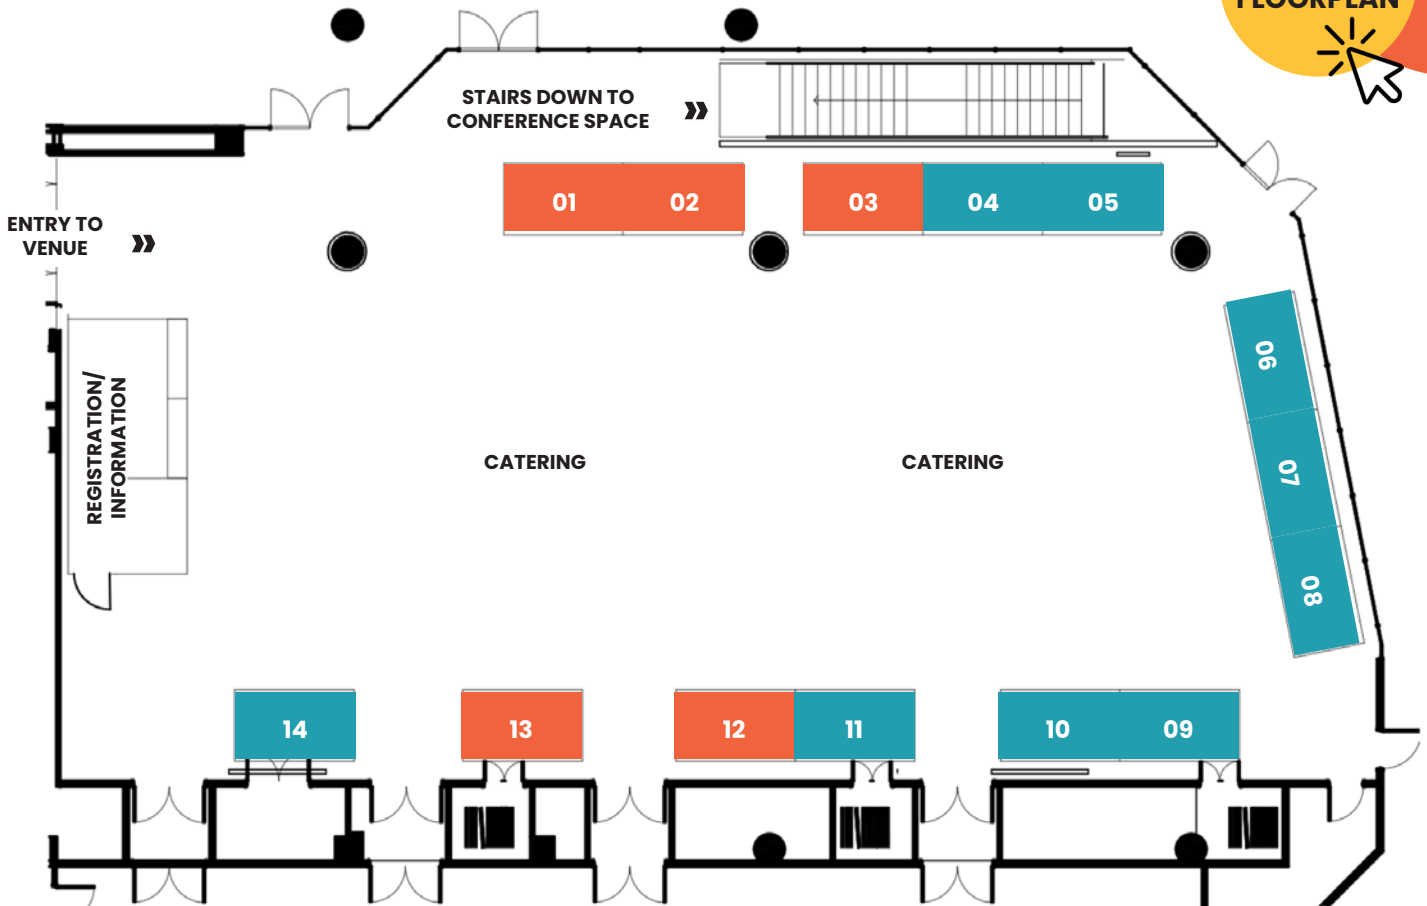 FLOORPLAN
STAIRS DOWN TO
CONFERENCE SPACE »
01
02
03
04
05
ENTRY TO
VENUE »
06
07
08
REGISTRATION/
INFORMATION
CATERING
CATERING
14
13
12
11
10
09